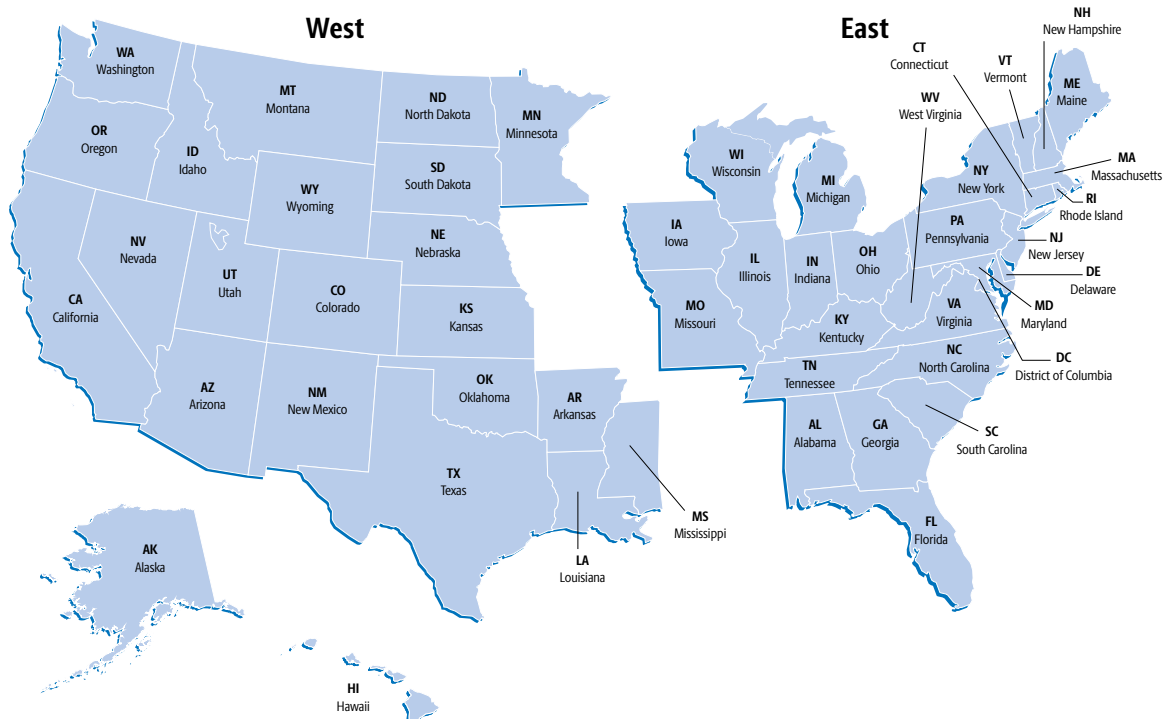 West
WA
Washington
OR
Oregon
ID
Idaho
MT
Montana
ND
North Dakota
MN
Minnesota
SD
South Dakota
WY
Wyoming
NE
Nebraska
NV
Nevada
UT
Utah
CO
Colorado
KS
Kansas
CA
California
AZ
Arizona
NM
New Mexico
OK
Oklahoma
AR
Arkansas
TX
Texas
MS
Mississippi
LA
Louisiana
AK
Alaska
HI
Hawaii
East
NH
New Hampshire
CT
Connecticut
VT
Vermont
ME
Maine
WV
West Virginia
WI
Wisconsin
MI
Michigan
NY
New York
MA
Massachusetts
RI
Rhode Island
IA
Iowa
IL
Illinois
IN
Indiana
OH
Ohio
PA
Pennsylvania
NJ
New Jersey
DE
Delaware
MO
Missouri
KY
Kentucky
VA
Virginia
MD
Maryland
TN
Tennessee
NC
North Carolina
DC
District of Columbia
AL
Alabama
GA
Georgia
SC
South Carolina
FL
Florida